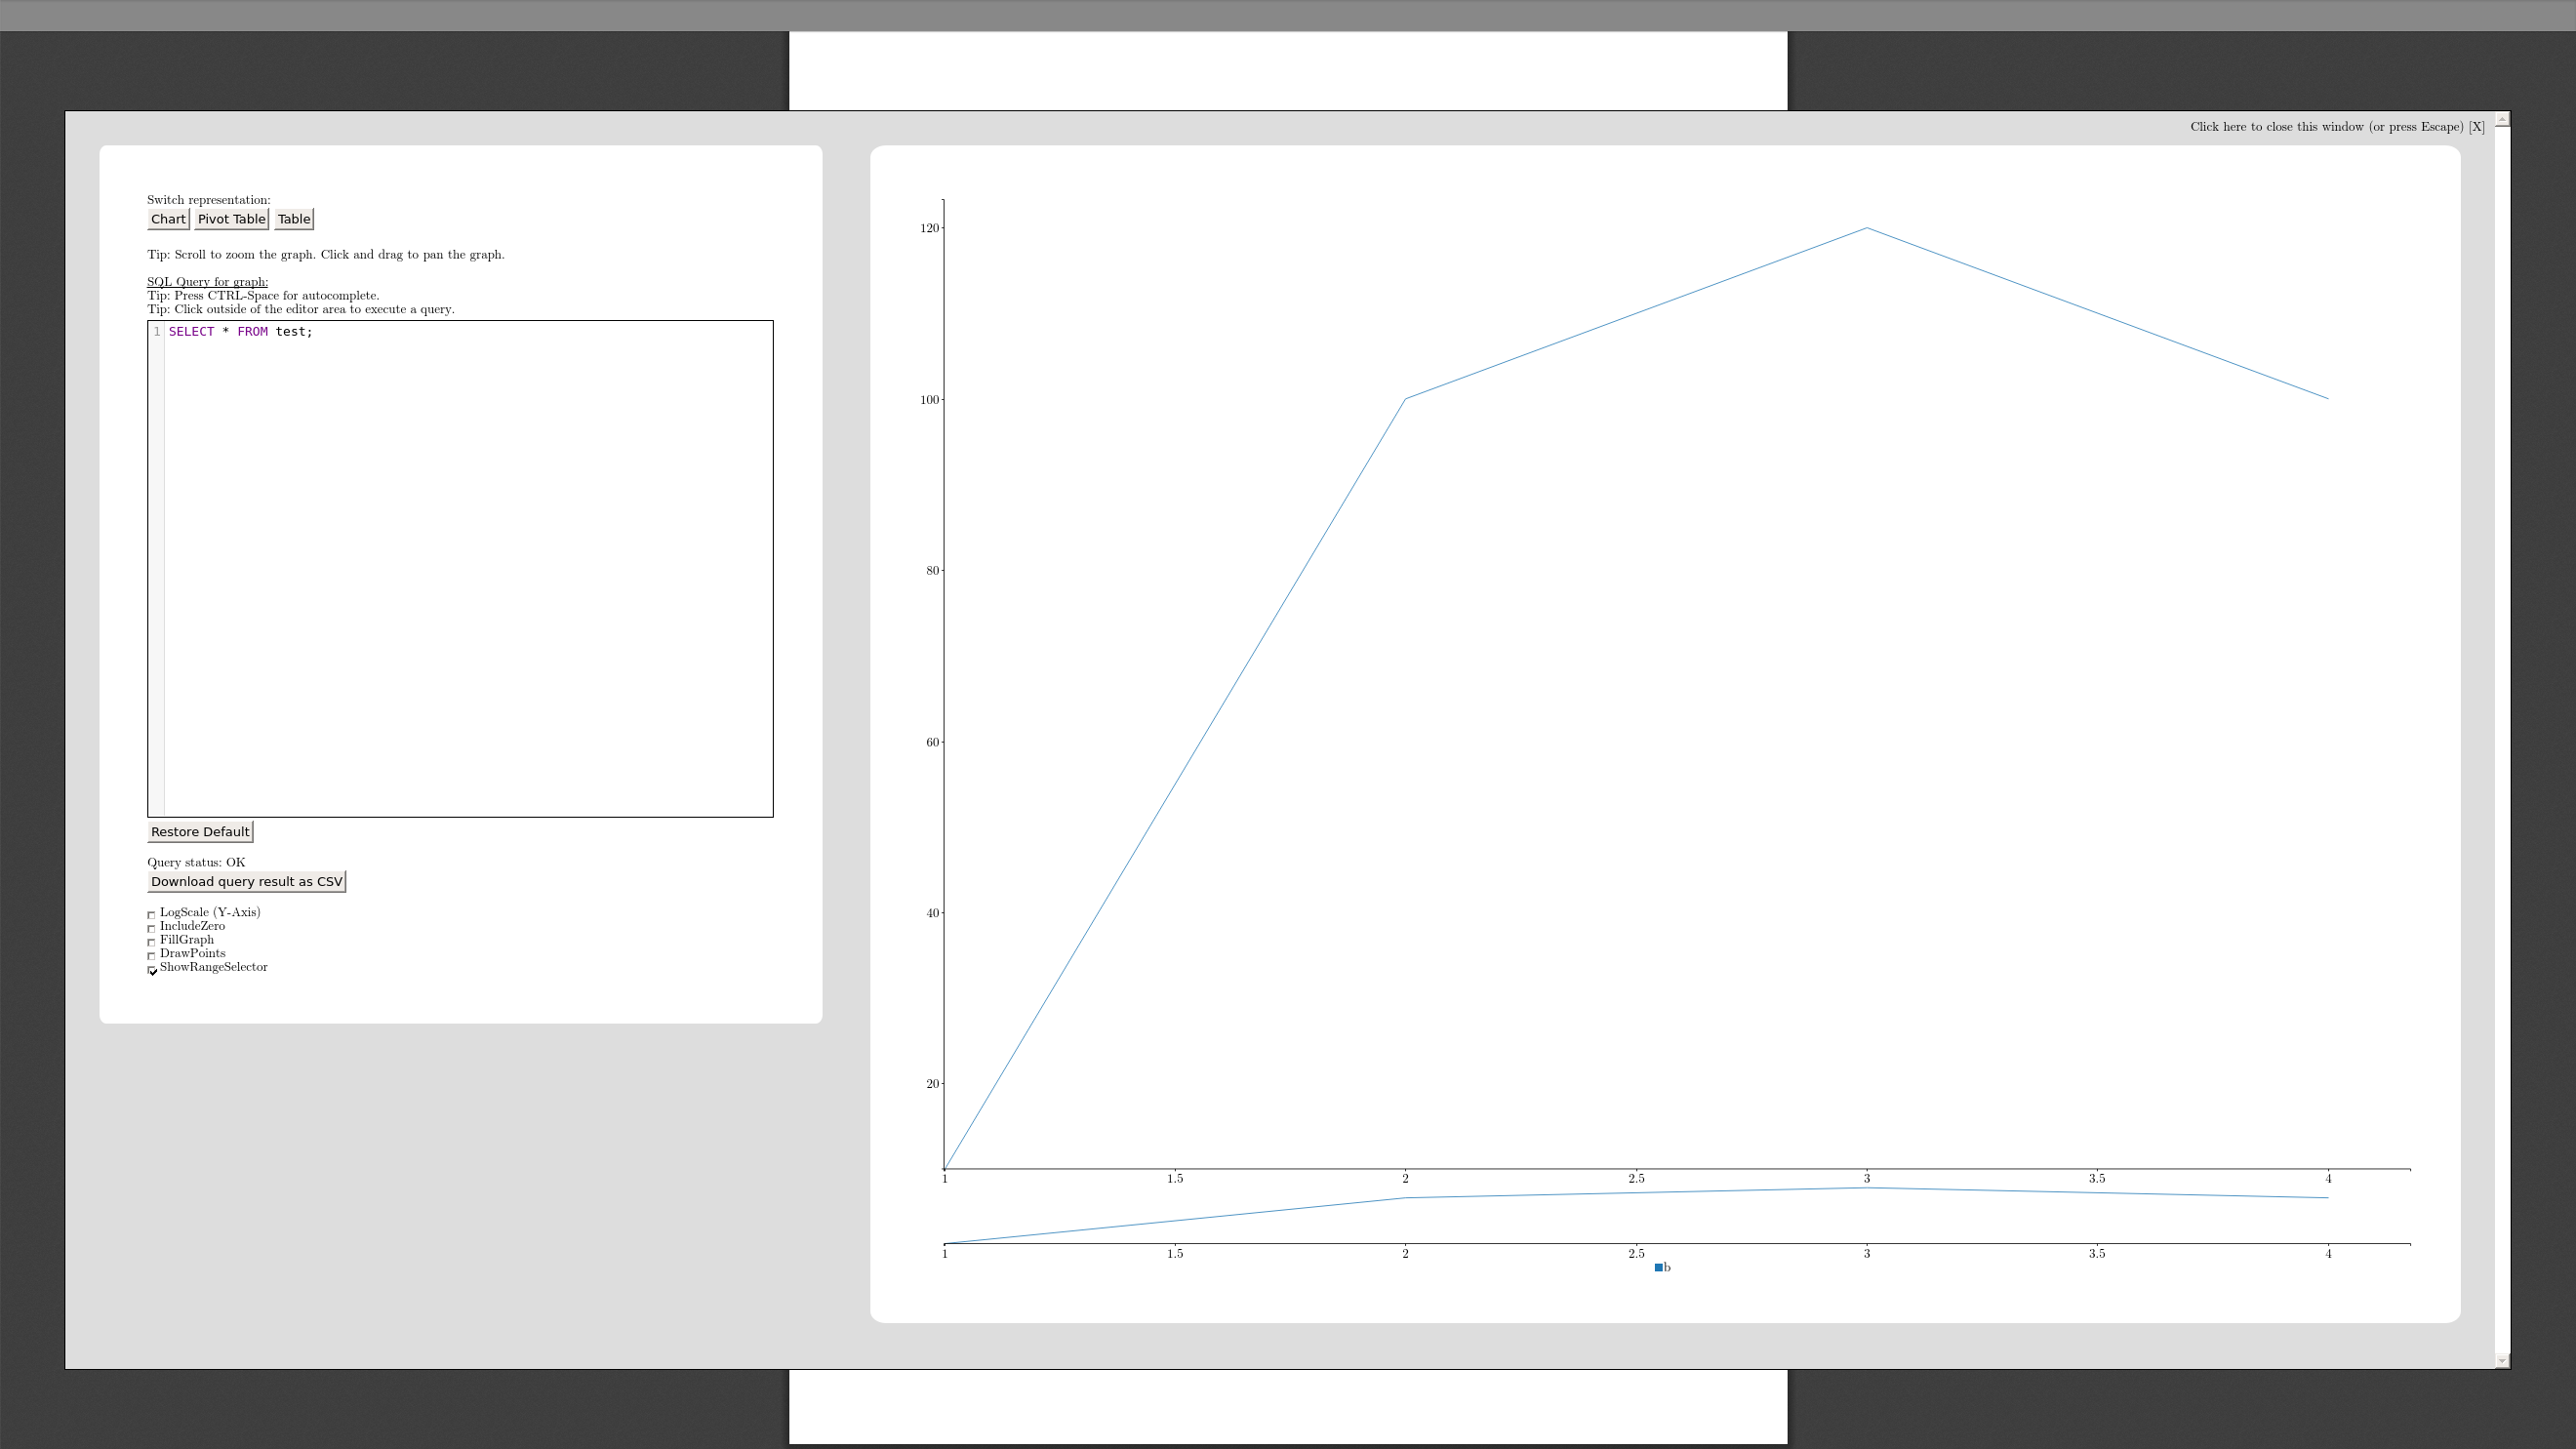 Click here to close this window (or press Escape) [X]
Switch representation:
Chart Pivot Table Table
Tip: Scroll to zoom the graph. Click and drag to pan the graph.
SQL Query for graph:
Tip: Press CTRL-Space for autocomplete.
Tip: Click outside of the editor area to execute a query.
1 SELECT * FROM test;
Restore Default
Query status: OK
Download query result as CSV
LogScale (Y-Axis)
IncludeZero
FillGraph
DrawPoints
ShowRangeSelector
120
100
80
60
40
20
1 1.5 2 2.5 3 3.5 4
1 1.5 2 2.5 3 3.5 4
b